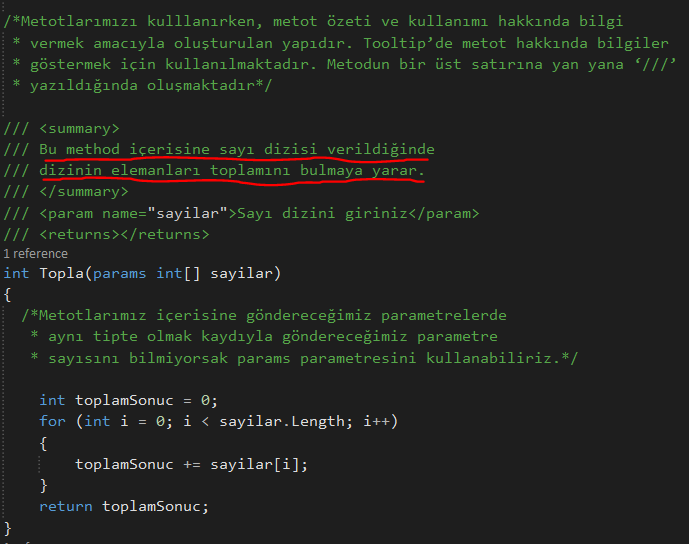 /*Metotlarımızı kulllanırken, metot özeti ve kullanımı hakkında bilgi
* vermek amacıyla oluşturulan yapıdır. Tooltip’de metot hakkında bilgiler
* göstermek için kullanılmaktadır. Metodun bir üst satırına yan yana ‘///’
* yazıldığında oluşmaktadır*/
/// <summary>
/// Bu method içerisine sayı dizisi verildiğinde
/// dizinin elemanları toplamını bulmaya yarar.
/// </summary>
/// <param name="sayilar">Sayı dizini giriniz</param>
/// <returns></returns>
1 reference
int Topla(params int[] sayilar)
{
/*Metotlarımız içerisine göndereceğimiz parametrelerde
* aynı tipte olmak kaydıyla göndereceğimiz parametre
* sayısını bilmiyorsak params parametresini kullanabiliriz.*/
int toplamSonuc = 0;
for (int i = 0; i < sayilar.Length; i++)
{
toplamSonuc += sayilar[i];
}
return toplamSonuc;
}